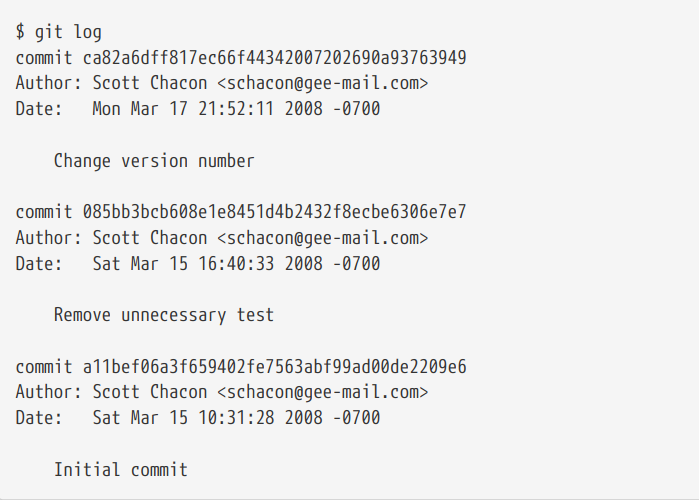 $ git log
commit ca82a6dff817ec66f44342007202690a93763949
Author: Scott Chacon <schacon@gee-mail.com>
Date:   Mon Mar 17 21:52:11 2008 -0700

    Change version number

commit 085bb3bcb608e1e8451d4b2432f8ecbe6306e7e7
Author: Scott Chacon <schacon@gee-mail.com>
Date:   Sat Mar 15 16:40:33 2008 -0700

    Remove unnecessary test

commit a11bef06a3f659402fe7563abf99ad00de2209e6
Author: Scott Chacon <schacon@gee-mail.com>
Date:   Sat Mar 15 10:31:28 2008 -0700

    Initial commit